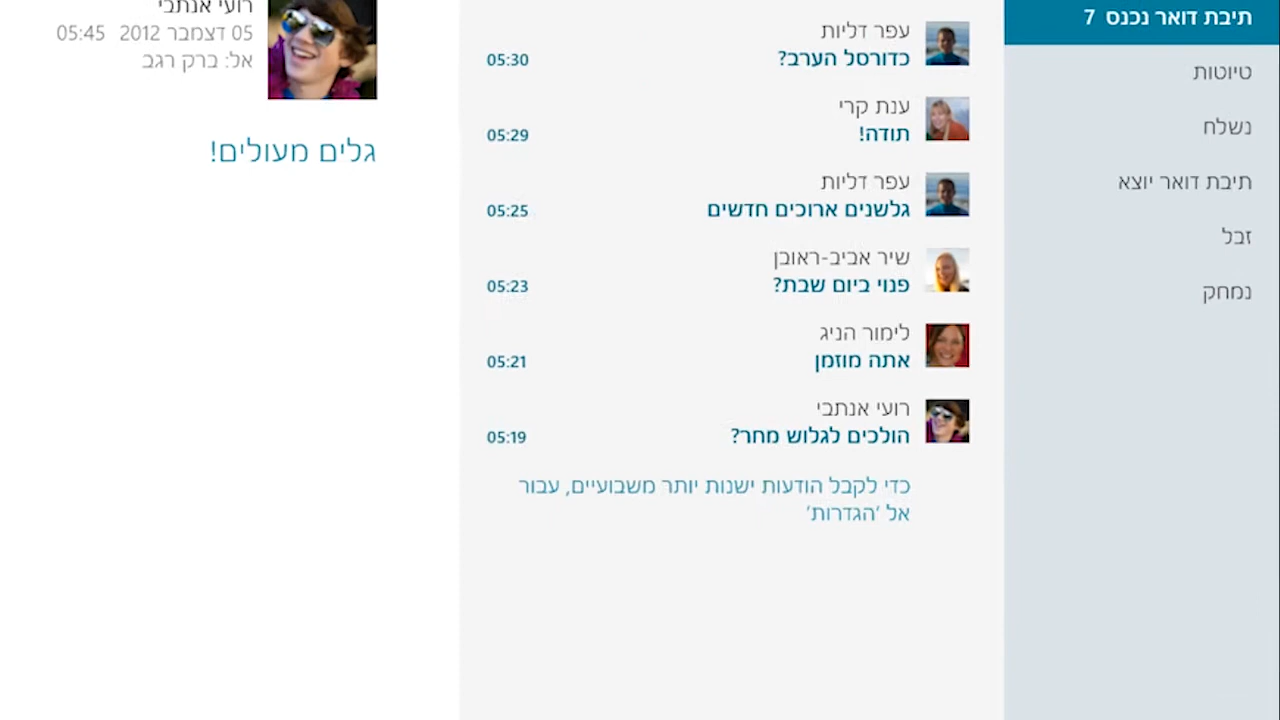 תיבת דואר נכנס 7
טיוטות
נשלח
תיבת דואר יוצא
זבל
נמחק
עפר דליות
כדורסל הערב?
05:30
ענת קרי
תודה!
05:29
עפר דליות
גלשנים ארוכים חדשים
05:25
שיר אביב-ראובן
פנוי ביום שבת?
05:23
לימור הניג
אתה מוזמן
05:21
רועי אנתבי
הולכים לגלוש מחר?
05:19
כדי לקבל הודעות ישנות יותר משבועיים, עבור
אל 'הגדרות'
רועי אנתבי
05 דצמבר 2012 05:45
אל: ברק רגב
גלים מעולים!